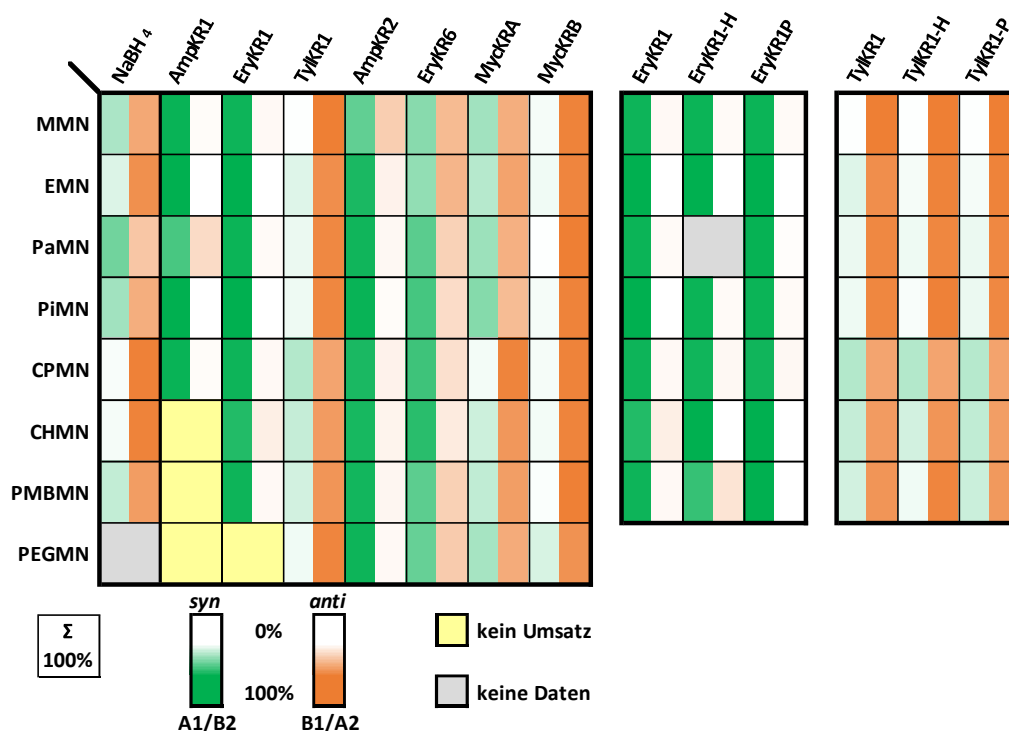 NaBH4 AmpKR1 EryKR1 TylKR1 AmpKR2 EryKR6 MycKRA MycKRB EryKR1 EryKR1-H EryKR1P TylKR1 TylKR1-H TylKR1-P
MMN
EMN
PaMN
PiMN
CPMN
CHMN
PMBMN
PEGMN
syn anti
Σ 0% kein Umsatz
100%
100% keine Daten
A1/B2 B1/A2